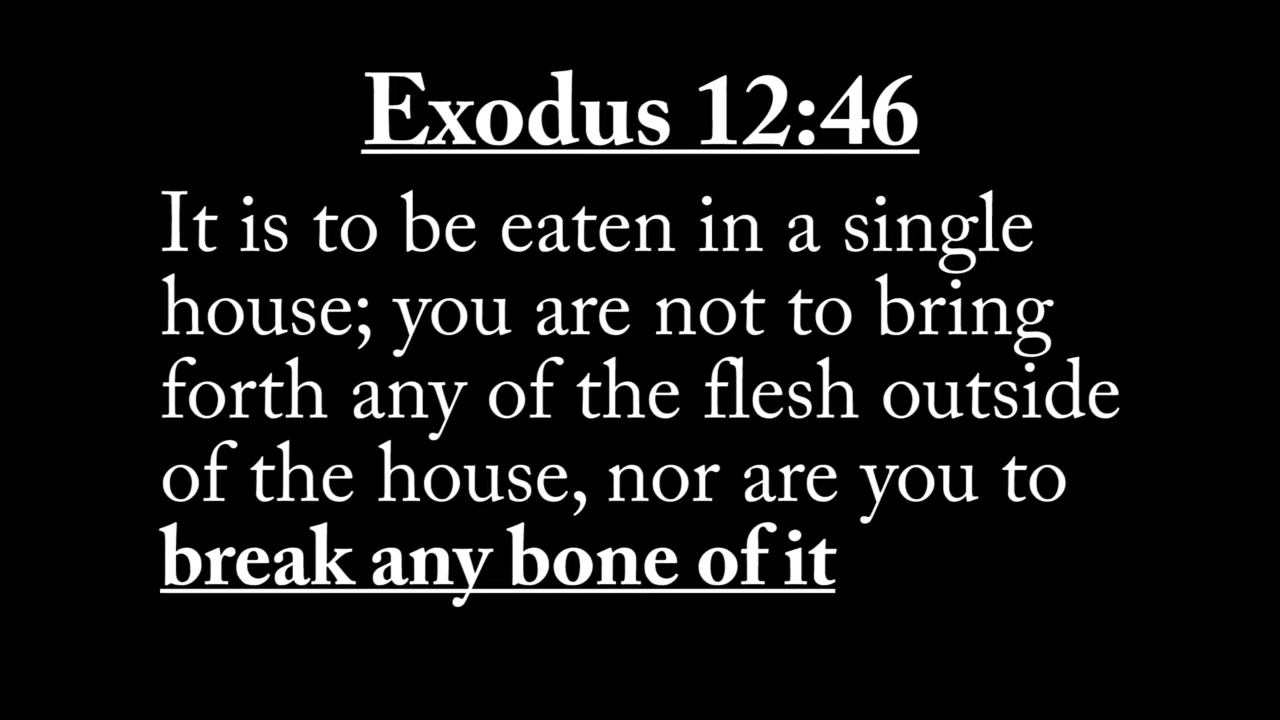 Exodus 12:46
It is to be eaten in a single
house; you are not to bring
forth any of the flesh outside
of the house, nor are you to
break any bone of it